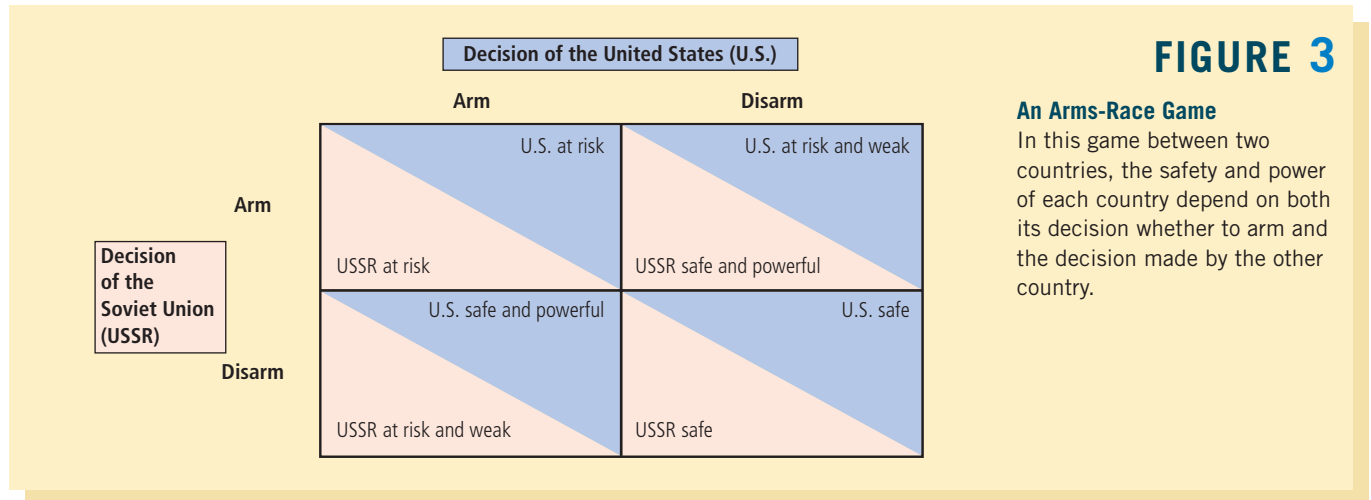 Decision of the United States (U.S.)
Arm
Disarm
Decision
of the
Soviet Union
(USSR)
Arm
U.S. at risk
USSR at risk
U.S. at risk and weak
USSR safe and powerful
Disarm
U.S. safe and powerful
USSR at risk and weak
U.S. safe
USSR safe
FIGURE 3
An Arms-Race Game
In this game between two
countries, the safety and power
of each country depend on both
its decision whether to arm and
the decision made by the other
country.